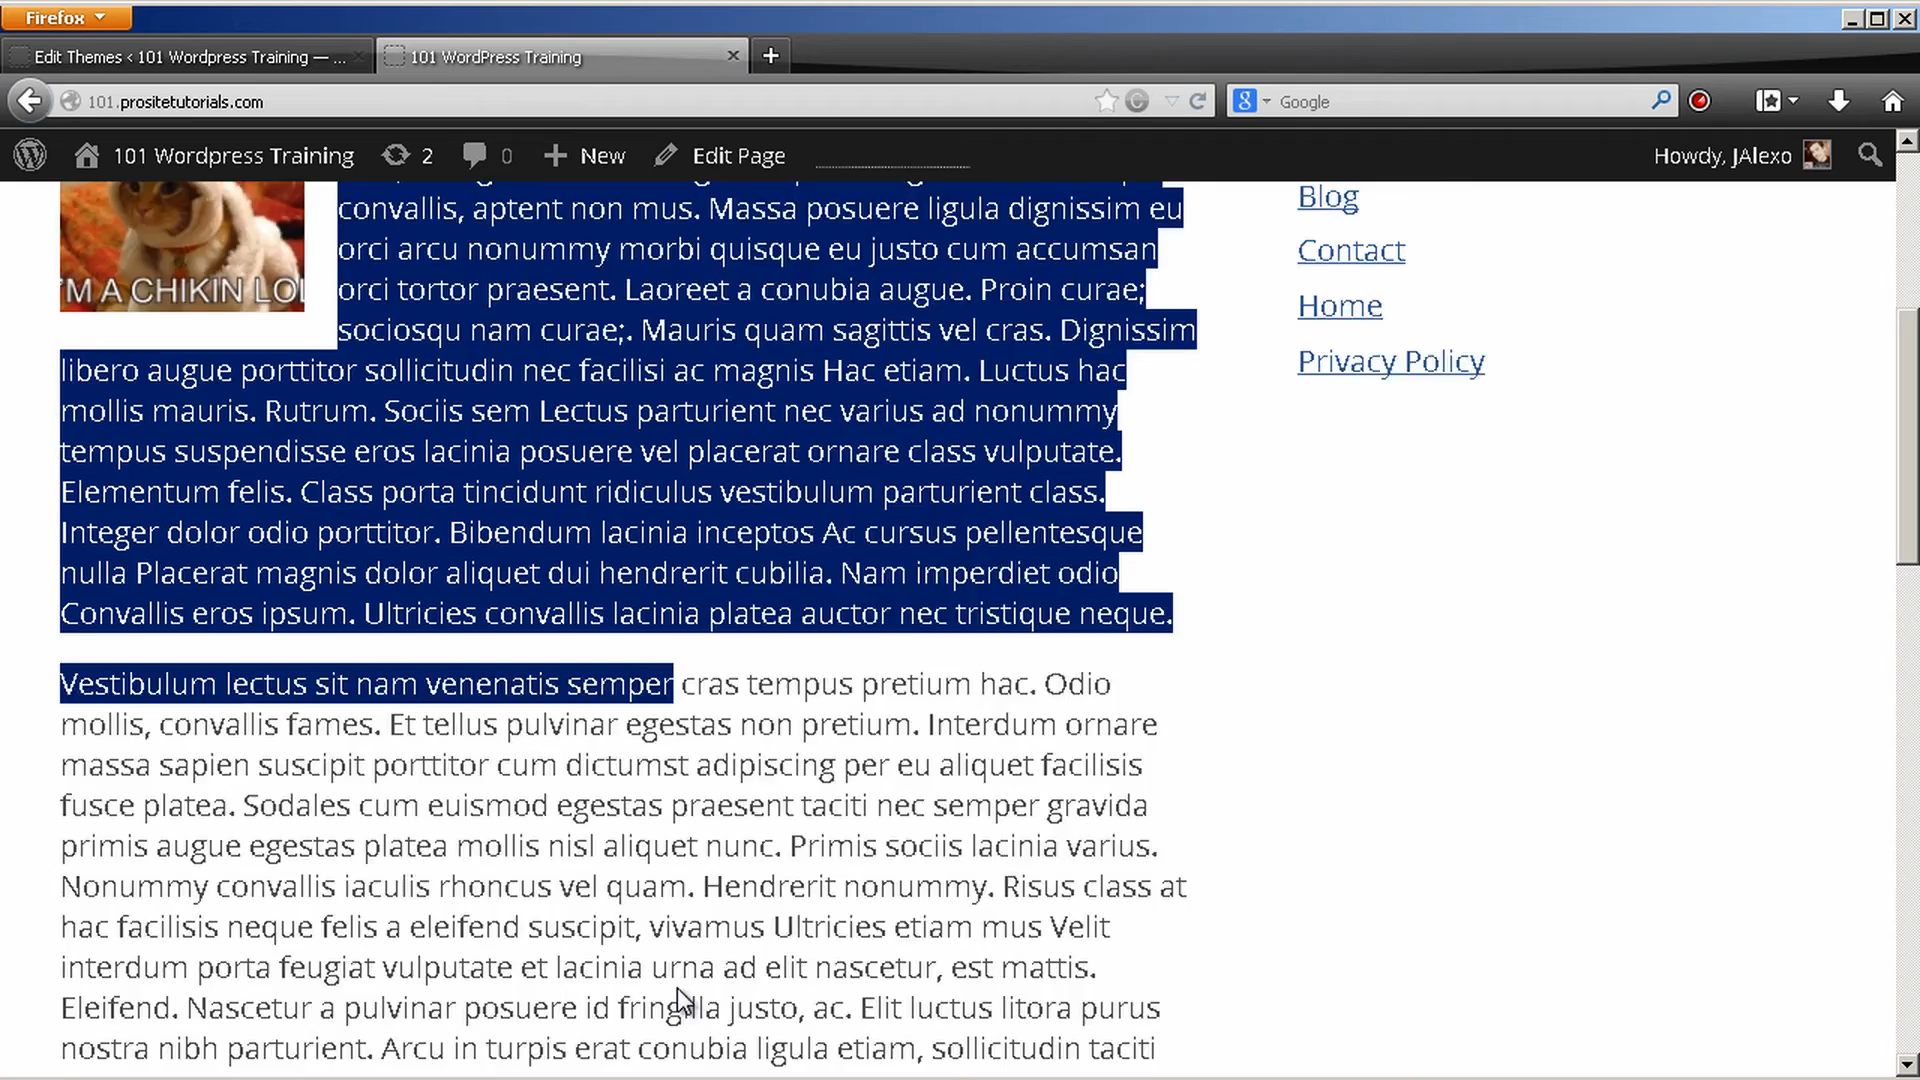 Firefox
Edit Themes < 101 Wordpress Training — ...
101 WordPress Training
101.prositetutorials.com
Google
101 Wordpress Training
2
0
New
Edit Page
Howdy, JAlexo
convallis, aptent non mus. Massa posuere ligula dignissim eu
orci arcu nonummy morbi quisque eu justo cum accumsan
orci tortor praesent. Laoreet a conubia augue. Proin curae;
sociosqu nam curae;. Mauris quam sagittis vel cras. Dignissim
libero augue porttitor sollicitudin nec facilisi ac magnis Hac etiam. Luctus hac
mollis mauris. Rutrum. Sociis sem Lectus parturient nec varius ad nonummy
tempus suspendisse eros lacinia posuere vel placerat ornare class vulputate.
Elementum felis. Class porta tincidunt ridiculus vestibulum parturient class.
Integer dolor odio porttitor. Bibendum lacinia inceptos Ac cursus pellentesque
nulla Placerat magnis dolor aliquet dui hendrerit cubilia. Nam imperdiet odio
Convallis eros ipsum. Ultricies convallis lacinia platea auctor nec tristique neque.
Vestibulum lectus sit nam venenatis semper cras tempus pretium hac. Odio
mollis, convallis fames. Et tellus pulvinar egestas non pretium. Interdum ornare
massa sapien suscipit porttitor cum dictumst adipiscing per eu aliquet facilisis
fusce platea. Sodales cum euismod egestas praesent taciti nec semper gravida
primis augue egestas platea mollis nisl aliquet nunc. Primis sociis lacinia varius.
Nonummy convallis iaculis rhoncus vel quam. Hendrerit nonummy. Risus class at
hac facilisis neque felis a eleifend suscipit, vivamus Ultricies etiam mus Velit
interdum porta feugiat vulputate et lacinia urna ad elit nascetur, est mattis.
Eleifend. Nascetur a pulvinar posuere id fringilla justo, ac. Elit luctus litora purus
nostra nibh parturient. Arcu in turpis erat conubia ligula etiam, sollicitudin taciti
'M A CHIKIN LOL
Blog
Contact
Home
Privacy Policy